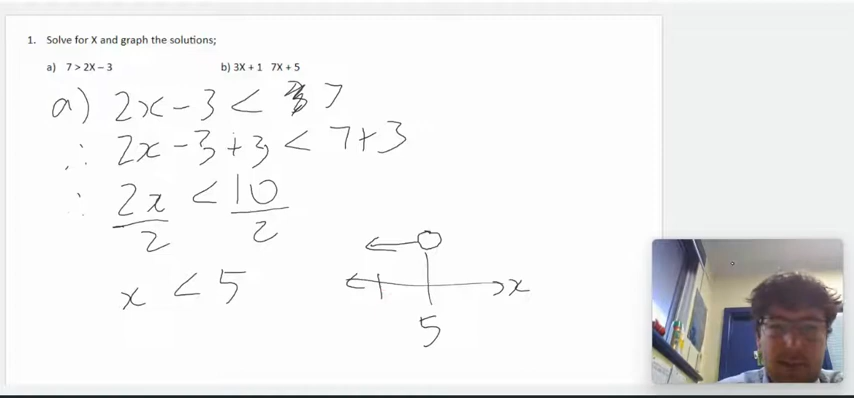 1. Solve for X and graph the solutions;
a) 7 > 2X – 3 b) 3X + 1 7X + 5
a) 2x - 3 < 7
∴ 2x - 3 + 3 < 7 + 3
∴ 2x/2 < 10/2
x < 5
x
5